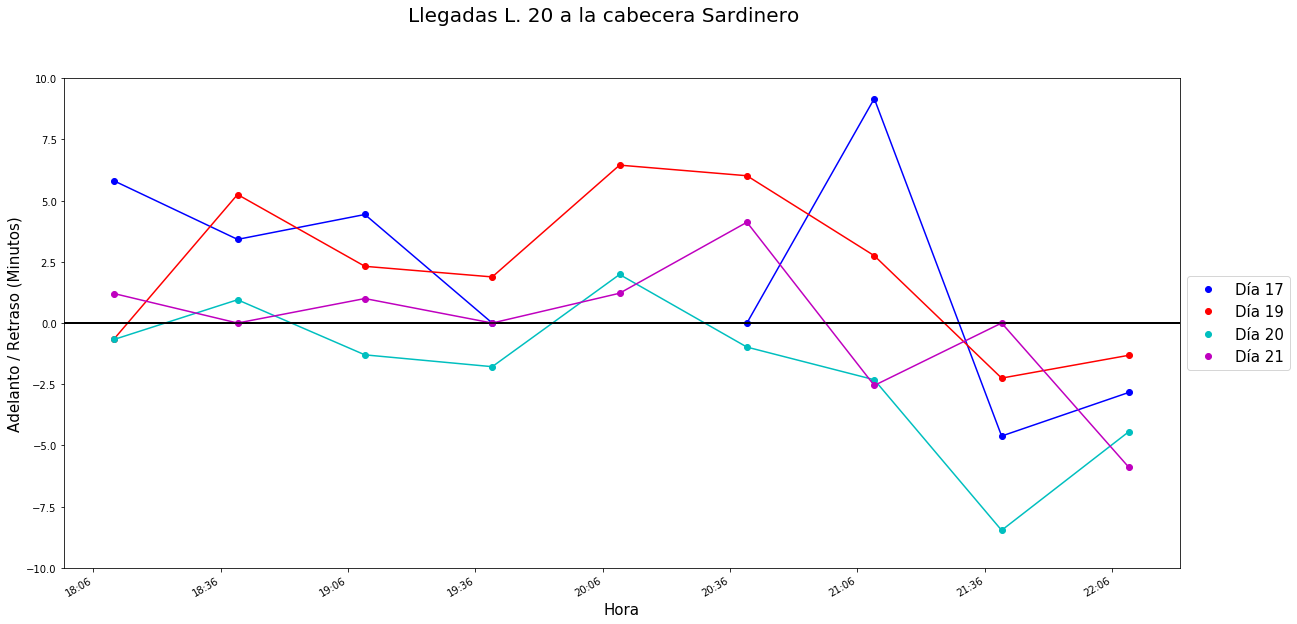 Llegadas L. 20 a la cabecera Sardinero
Adelanto / Retraso (Minutos)
10.0
7.5
5.0
2.5
0.0
−2.5
−5.0
−7.5
−10.0
18:06
18:36
19:06
19:36
20:06
20:36
21:06
21:36
22:06
Hora
Día 17
Día 19
Día 20
Día 21